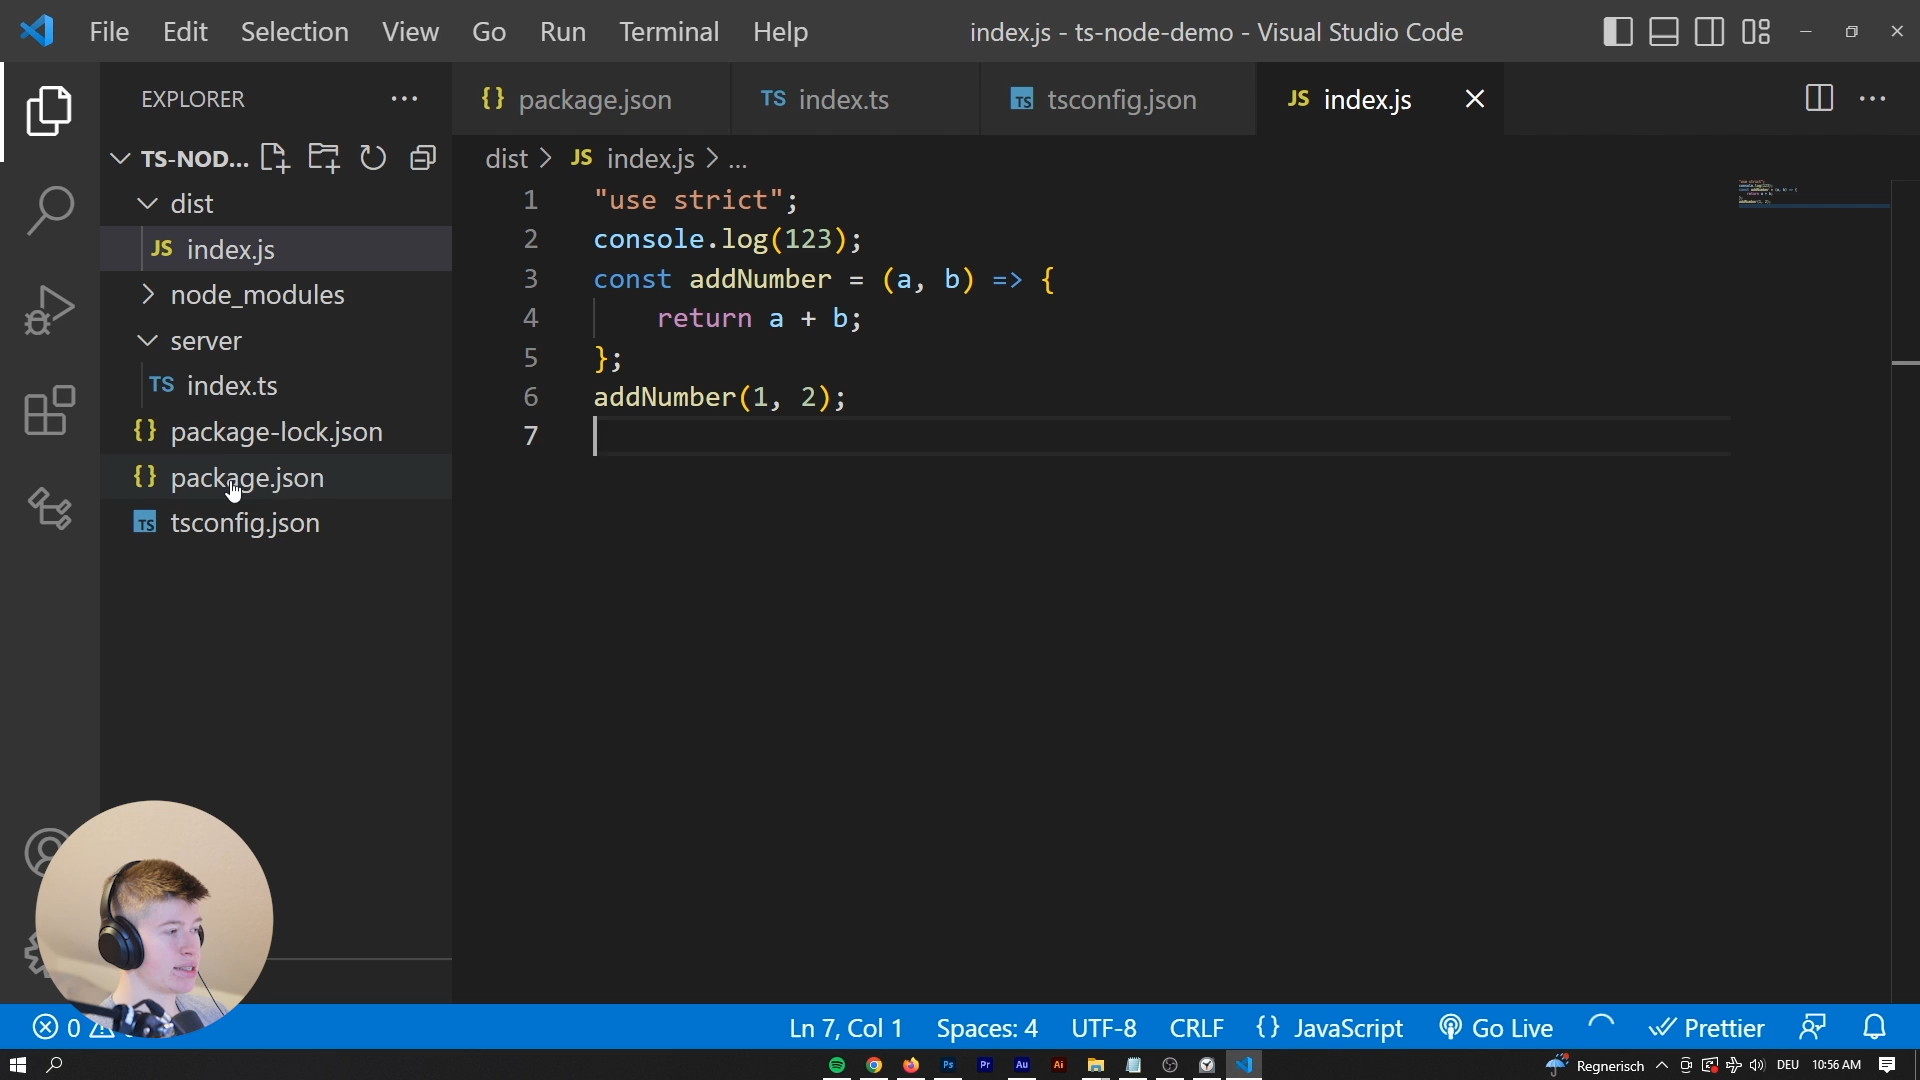 File Edit Selection View Go Run Terminal Help index.js - ts-node-demo - Visual Studio Code
EXPLORER
TS-NOD...
dist
JS index.js
node_modules
server
TS index.ts
{} package-lock.json
{} package.json
TS tsconfig.json
{} package.json TS index.ts TS tsconfig.json JS index.js
dist > JS index.js > ...
1 "use strict";
2 console.log(123);
3 const addNumber = (a, b) => {
4 return a + b;
5 };
6 addNumber(1, 2);
7
0 Ln 7, Col 1 Spaces: 4 UTF-8 CRLF {} JavaScript Go Live Prettier
Ps Pr Au Ai Regnerisch DEU 10:56 AM